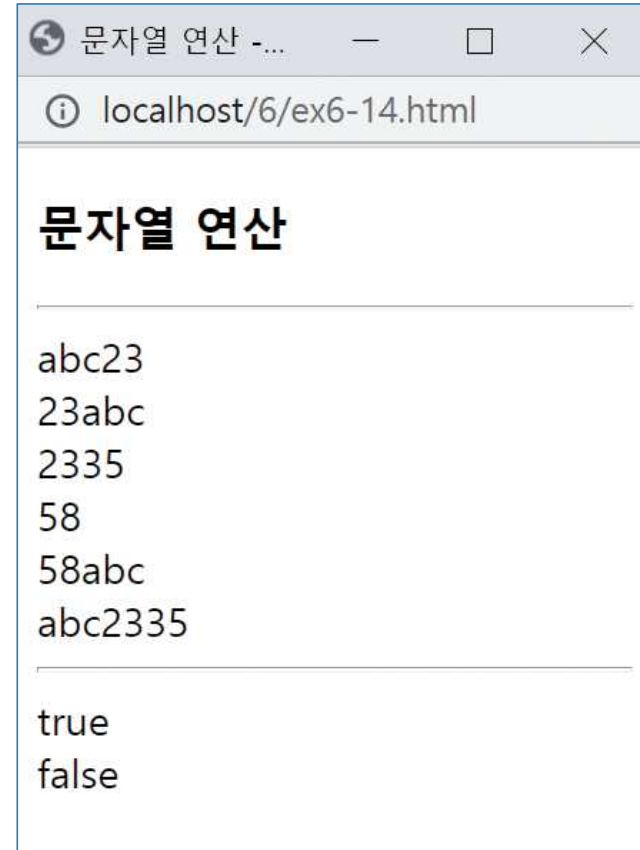 문자열 연산 -...
localhost/6/ex6-14.html
문자열 연산
abc23
23abc
2335
58
58abc
abc2335
true
false